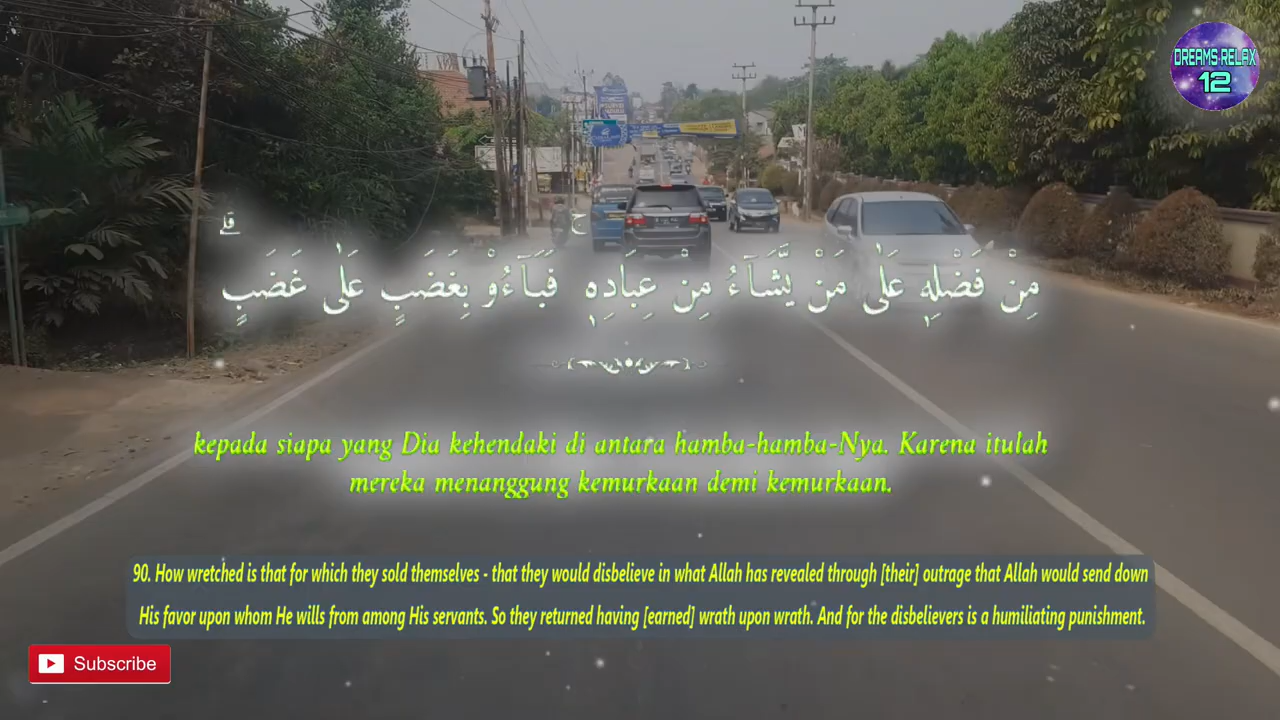 DREAMS RELAX
12
مِنْ فَضْلِهٖ عَلٰى مَنْ يَّشَاۤءُ مِنْ عِبَادِهٖ ۚ فَبَاۤءُوْ بِغَضَبٍ عَلٰى غَضَبٍۗ
kepada siapa yang Dia kehendaki di antara hamba-hamba-Nya. Karena itulah
mereka menanggung kemurkaan demi kemurkaan.
90. How wretched is that for which they sold themselves - that they would disbelieve in what Allah has revealed through [their] outrage that Allah would send down
His favor upon whom He wills from among His servants. So they returned having [earned] wrath upon wrath. And for the disbelievers is a humiliating punishment.
Subscribe